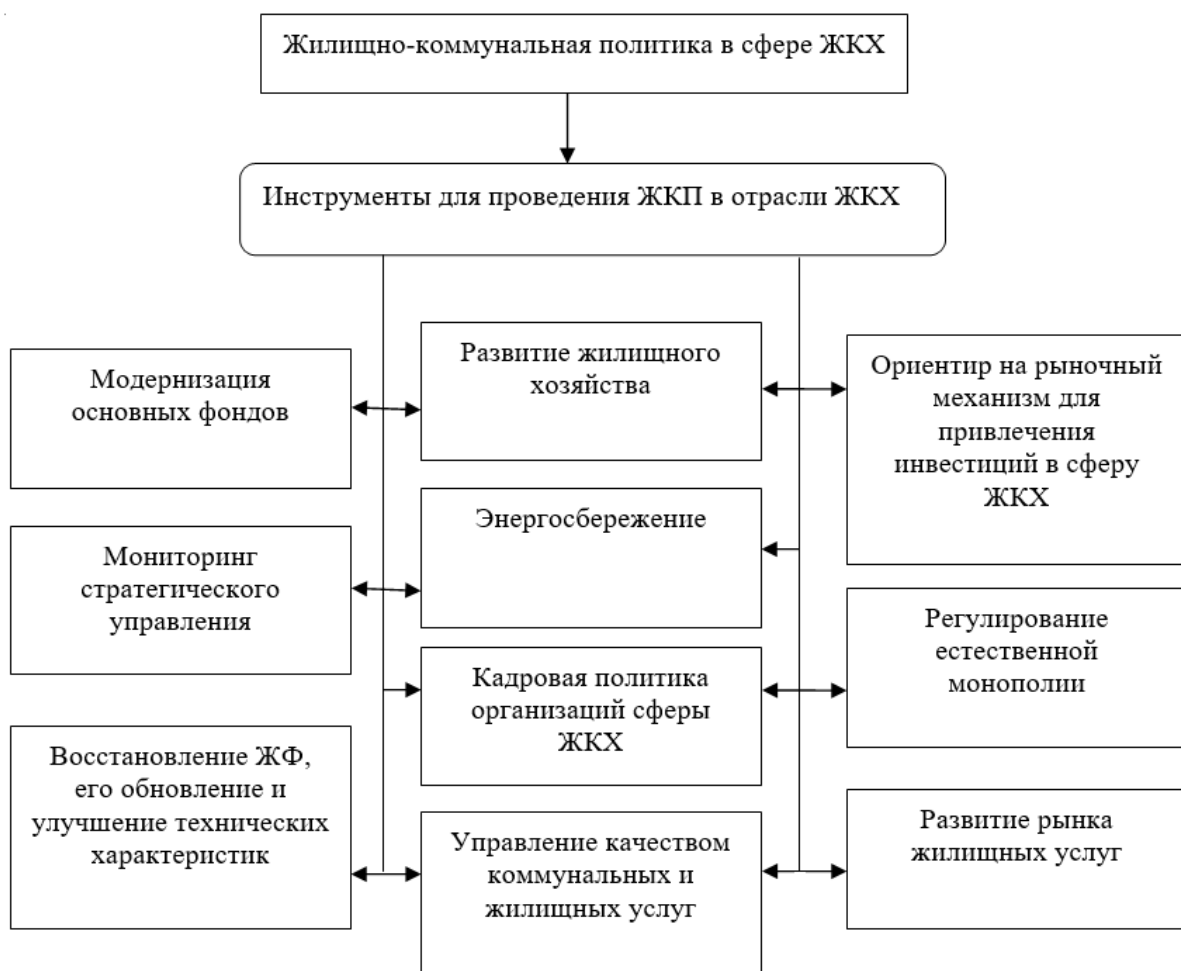 Жилищно-коммунальная политика в сфере ЖКХ
Инструменты для проведения ЖКП в отрасли ЖКХ
Модернизация
основных фондов
Развитие жилищного
хозяйства
Ориентир на рыночный
механизм для
привлечения
инвестиций в сферу
ЖКХ
Мониторинг
стратегического
управления
Энергосбережение
Регулирование
естественной
монополии
Восстановление ЖФ,
его обновление и
улучшение технических
характеристик
Кадровая политика
организаций сферы
ЖКХ
Управление качеством
коммунальных и
жилищных услуг
Развитие рынка
жилищных услуг